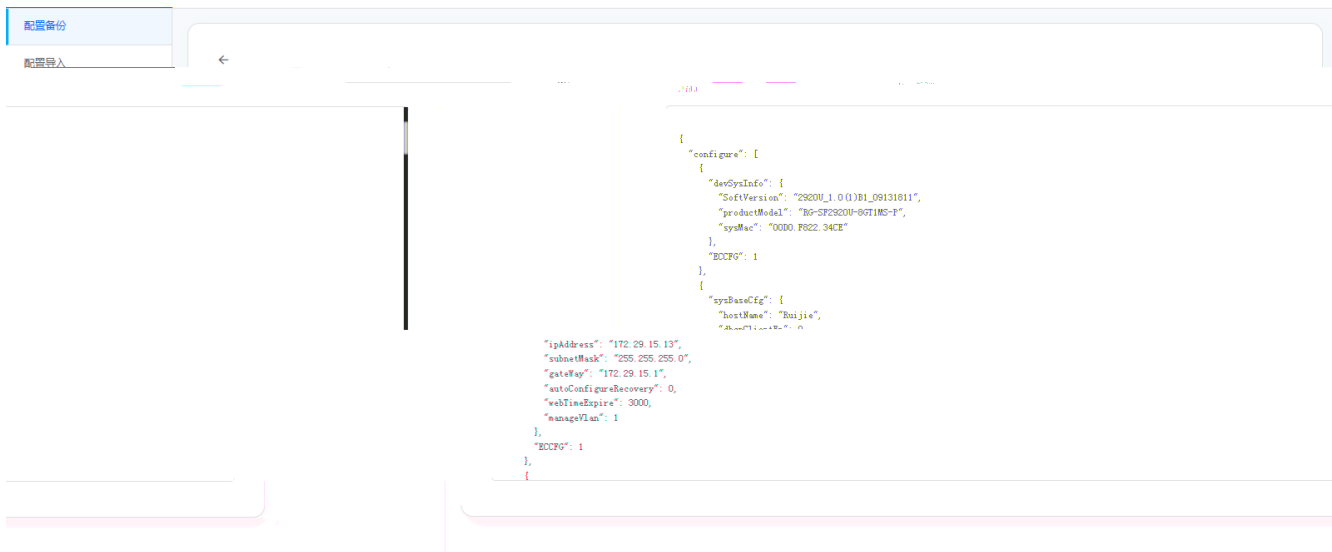 配置备份
配置导入
{
"configure": [
{
"devSysInfo": {
"SoftVersion": "2920U_1.0(1)B1_09131811",
"productModel": "RG-SF2920U-8GT1MS-P",
"sysMac": "00D0.F822.34CE"
},
"ECCFG": 1
},
{
"sysBaseCfg": {
"hostName": "Ruijie",
"ipAddress": "172.29.15.13",
"subnetMask": "255.255.255.0",
"gateWay": "172.29.15.1",
"autoConfigureRecovery": 0,
"webTimeExpire": 3000,
"manageVlan": 1
},
"ECCFG": 1
},
{